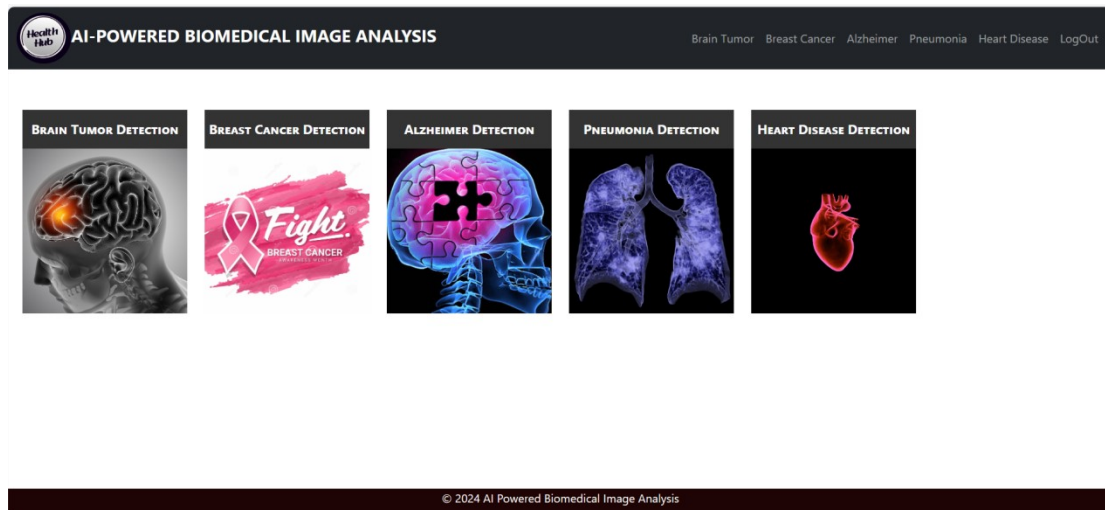 Health
Hub
AI-POWERED BIOMEDICAL IMAGE ANALYSIS
Brain Tumor Breast Cancer Alzheimer Pneumonia Heart Disease LogOut
BRAIN TUMOR DETECTION
BREAST CANCER DETECTION
ALZHEIMER DETECTION
PNEUMONIA DETECTION
HEART DISEASE DETECTION
Fight
BREAST CANCER
AWARENESS MONTH
© 2024 AI Powered Biomedical Image Analysis